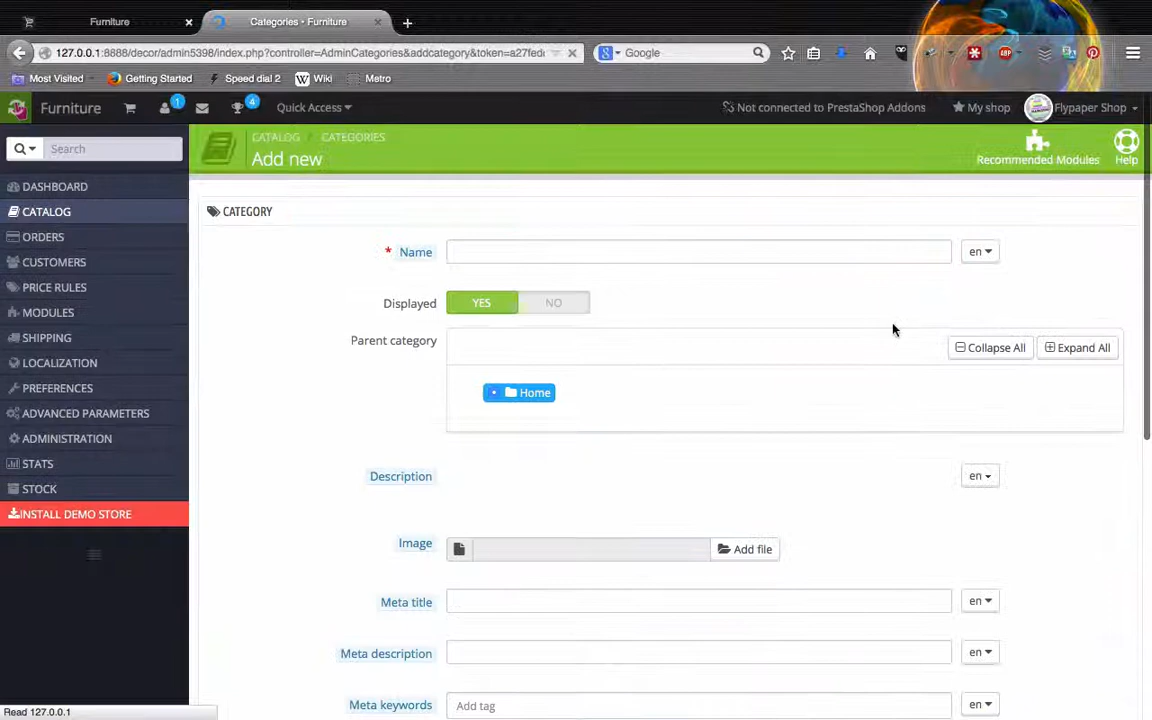 Furniture
Categories • Furniture
127.0.0.1:8888/decor/admin5398/index.php?controller=AdminCategories&addcategory&token=a27fed
Google
Most Visited
Getting Started
Speed dial 2
Wiki
Metro
Furniture
1
4
Quick Access
Not connected to PrestaShop Addons
My shop
Flypaper Shop
Search
CATALOG / CATEGORIES
Add new
Recommended Modules
Help
DASHBOARD
CATALOG
ORDERS
CUSTOMERS
PRICE RULES
MODULES
SHIPPING
LOCALIZATION
PREFERENCES
ADVANCED PARAMETERS
ADMINISTRATION
STATS
STOCK
INSTALL DEMO STORE
CATEGORY
* Name
en
Displayed
YES
NO
Parent category
Collapse All
Expand All
Home
Description
en
Image
Add file
Meta title
en
Meta description
en
Meta keywords
Add tag
en
Read 127.0.0.1